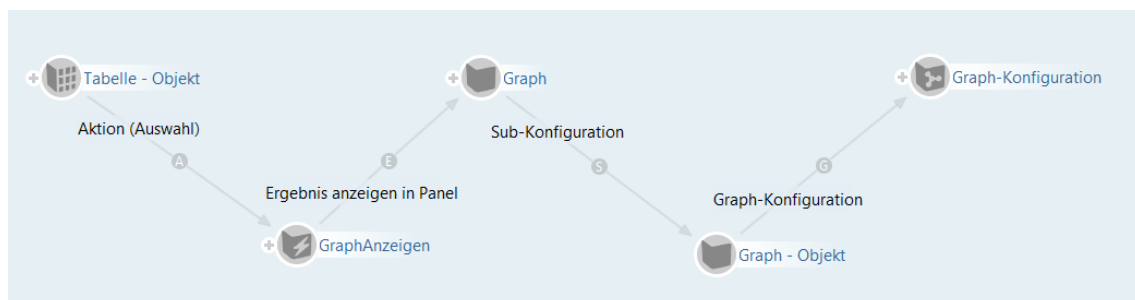 Tabelle - Objekt
Graph
Graph-Konfiguration
Aktion (Auswahl)
Sub-Konfiguration
A
E
S
G
Ergebnis anzeigen in Panel
Graph-Konfiguration
GraphAnzeigen
Graph - Objekt